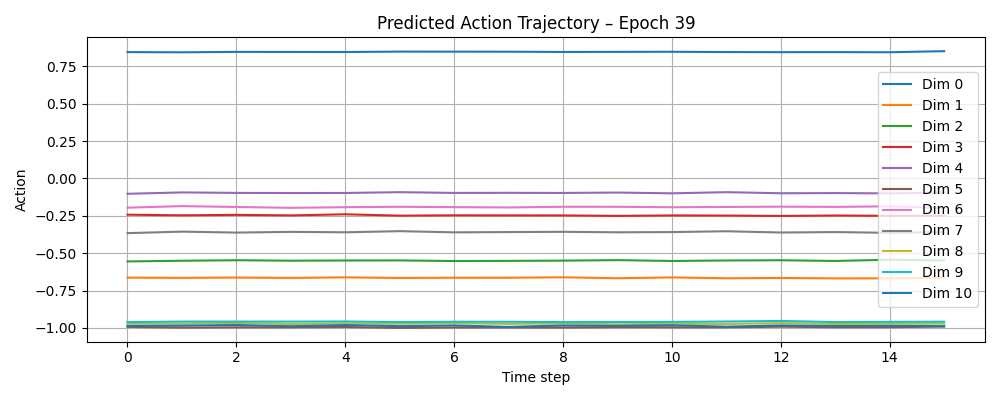 Predicted Action Trajectory – Epoch 39
Action
0.75
0.50
0.25
0.00
−0.25
−0.50
−0.75
−1.00
Dim 0
Dim 1
Dim 2
Dim 3
Dim 4
Dim 5
Dim 6
Dim 7
Dim 8
Dim 9
Dim 10
0 2 4 6 8 10 12 14
Time step